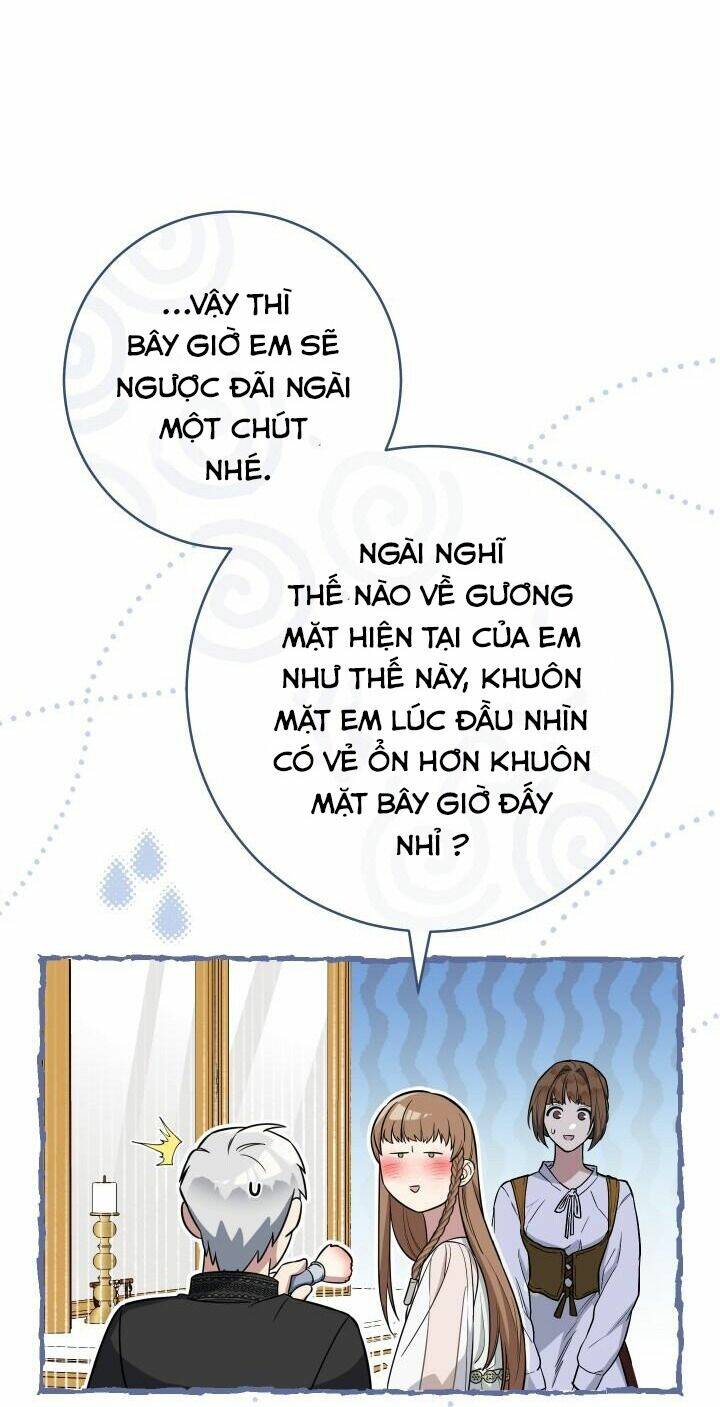 ...VẬY THÌ
BÂY GIỜ EM SẼ
NGƯỢC ĐÃI NGÀI
MỘT CHÚT
NHÉ.
NGÀI NGHĨ
THẾ NÀO VỀ GƯƠNG
MẶT HIỆN TẠI CỦA EM
NHƯ THẾ NÀY, KHUÔN
MẶT EM LÚC ĐẦU NHÌN
CÓ VẺ ỔN HƠN KHUÔN
MẶT BÂY GIỜ ĐẤY
NHỈ ?